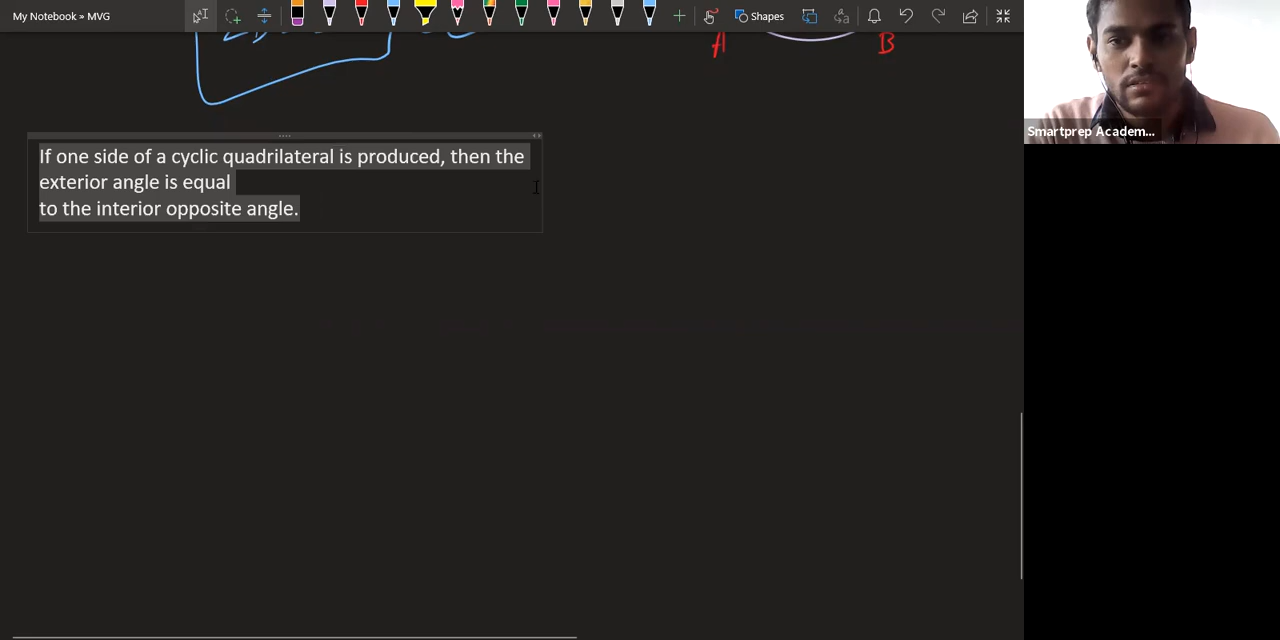 My Notebook » MVG
Shapes
A
B
Smartprep Academ...
If one side of a cyclic quadrilateral is produced, then the
exterior angle is equal
to the interior opposite angle.